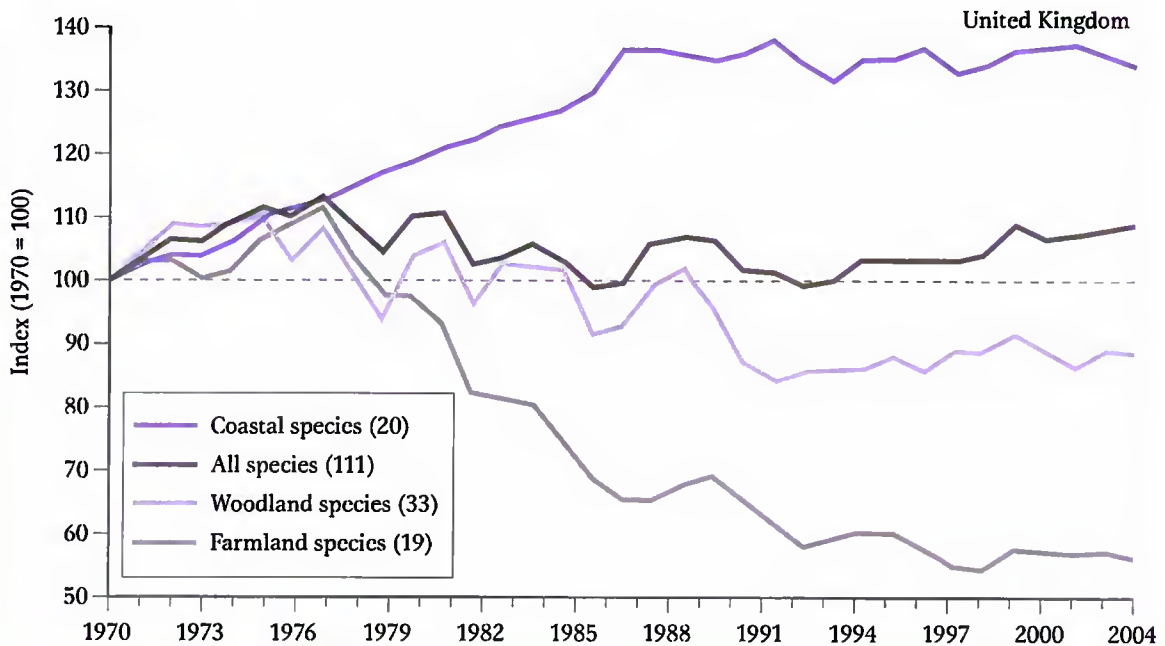 United Kingdom
140
130
120
110
100
90
80
70
60
50
Index (1970 = 100)
Coastal species (20)
All species (111)
Woodland species (33)
Farmland species (19)
1970 1973 1976 1979 1982 1985 1988 1991 1994 1997 2000 2004